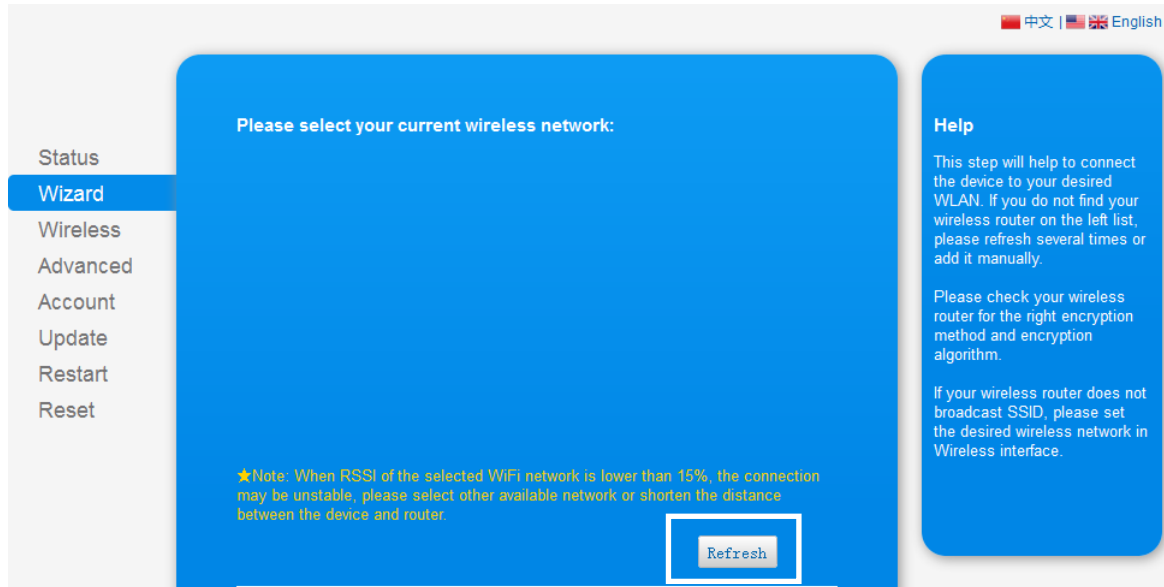 中文 | English
Please select your current wireless network:
Status
Wizard
Wireless
Advanced
Account
Update
Restart
Reset
★Note: When RSSI of the selected WiFi network is lower than 15%, the connection
may be unstable, please select other available network or shorten the distance
between the device and router.
Refresh
Help
This step will help to connect
the device to your desired
WLAN. If you do not find your
wireless router on the left list,
please refresh several times or
add it manually.
Please check your wireless
router for the right encryption
method and encryption
algorithm.
If your wireless router does not
broadcast SSID, please set
the desired wireless network in
Wireless interface.